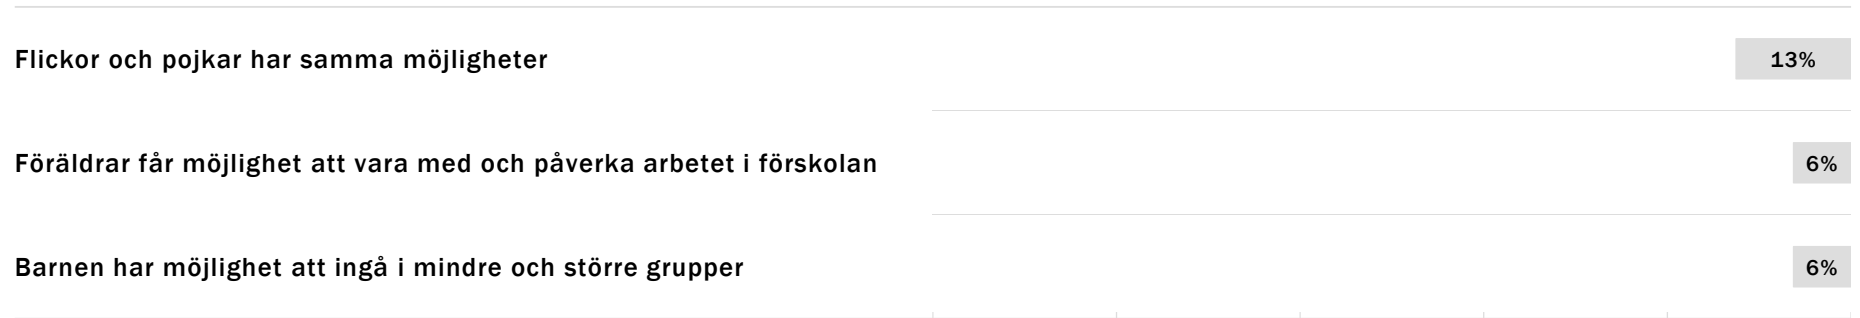 Flickor och pojkar har samma möjligheter 13%
Föräldrar får möjlighet att vara med och påverka arbetet i förskolan 6%
Barnen har möjlighet att ingå i mindre och större grupper 6%